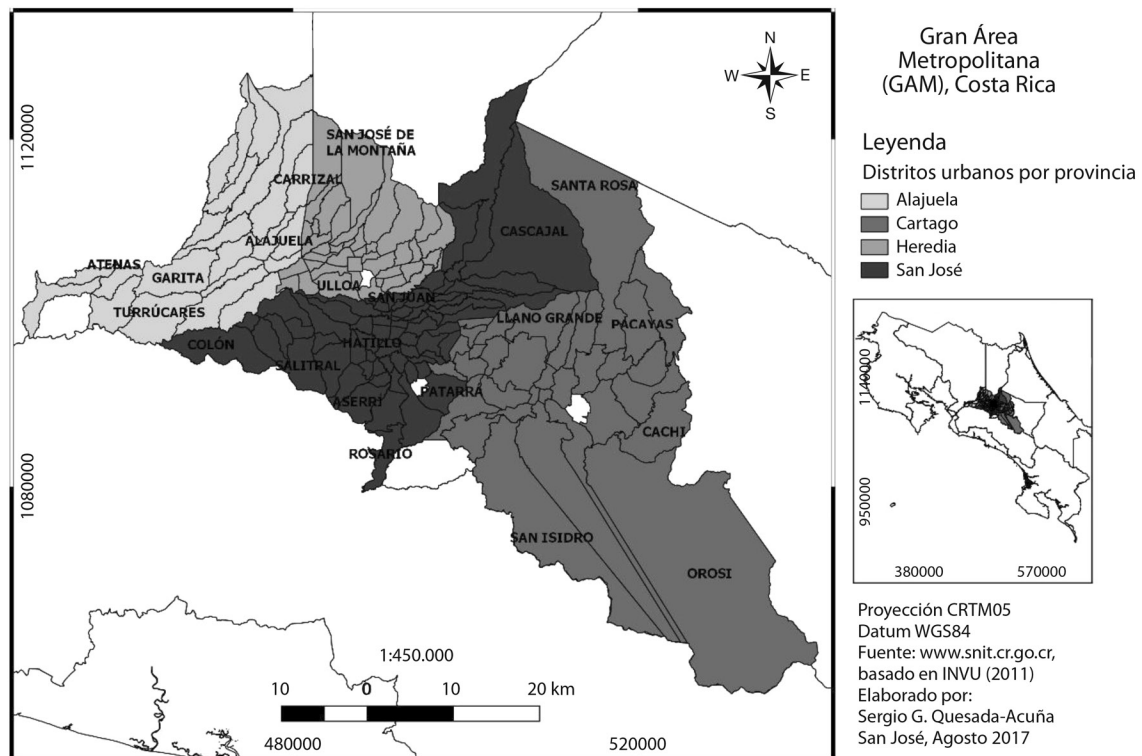 Gran Área
Metropolitana
(GAM), Costa Rica
Leyenda
Distritos urbanos por provincia
Alajuela
Cartago
Heredia
San José
N
W E
S
1120000
1080000
SAN JOSÉ DE
LA MONTAÑA
CARRIZAL
SANTA ROSA
CASCAJAL
ALAJUELA
ATENAS
GARITA
ULLOA
SAN JUAN
TURRÚCARES
LLANO GRANDE
PACAYAS
COLÓN
HATILLO
SALITRAL
PATARRÁ
ASERRÍ
CACHI
ROSARIO
SAN ISIDRO
OROSI
1:450.000
10 0 10 20 km
480000 520000
1140000
950000
380000 570000
Proyección CRTM05
Datum WGS84
Fuente: www.snit.cr.go.cr,
basado en INVU (2011)
Elaborado por:
Sergio G. Quesada-Acuña
San José, Agosto 2017